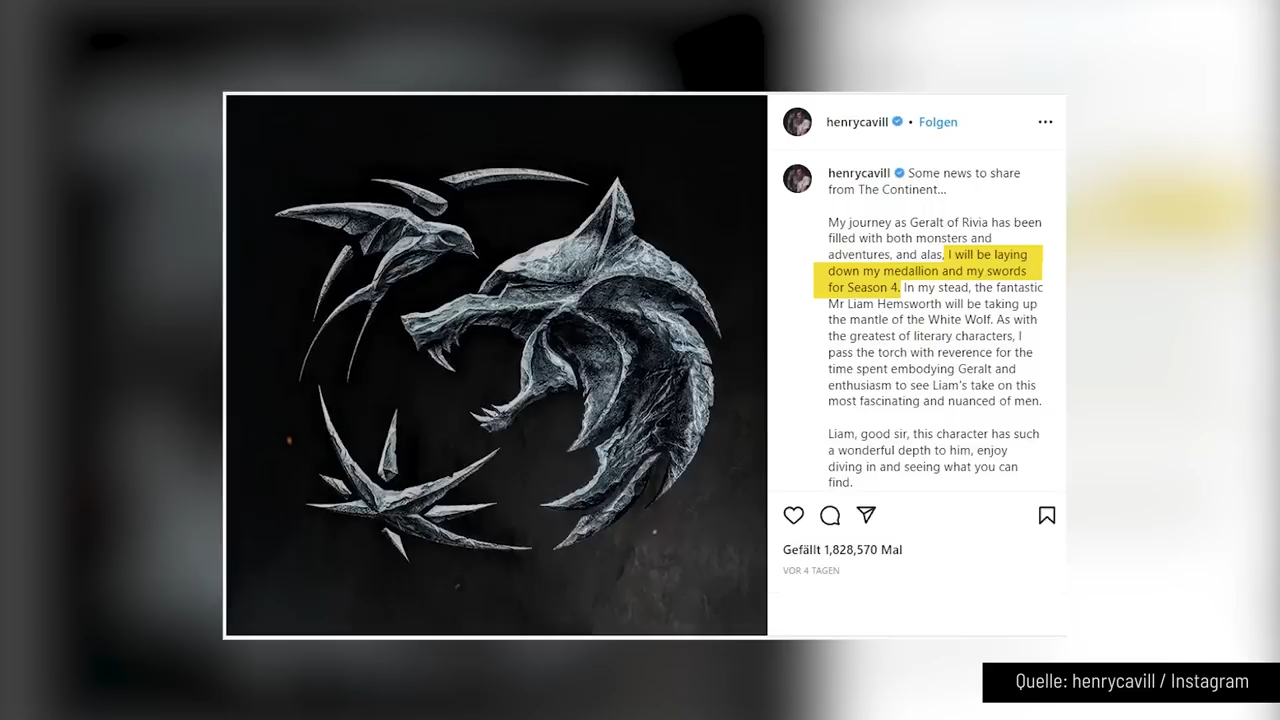 henrycavill • Folgen
henrycavill Some news to share
from The Continent...
My journey as Geralt of Rivia has been
filled with both monsters and
adventures, and alas, I will be laying
down my medallion and my swords
for Season 4. In my stead, the fantastic
Mr Liam Hemsworth will be taking up
the mantle of the White Wolf. As with
the greatest of literary characters, I
pass the torch with reverence for the
time spent embodying Geralt and
enthusiasm to see Liam's take on this
most fascinating and nuanced of men.
Liam, good sir, this character has such
a wonderful depth to him, enjoy
diving in and seeing what you can
find.
Gefällt 1,828,570 Mal
VOR 4 TAGEN
Quelle: henrycavill / Instagram